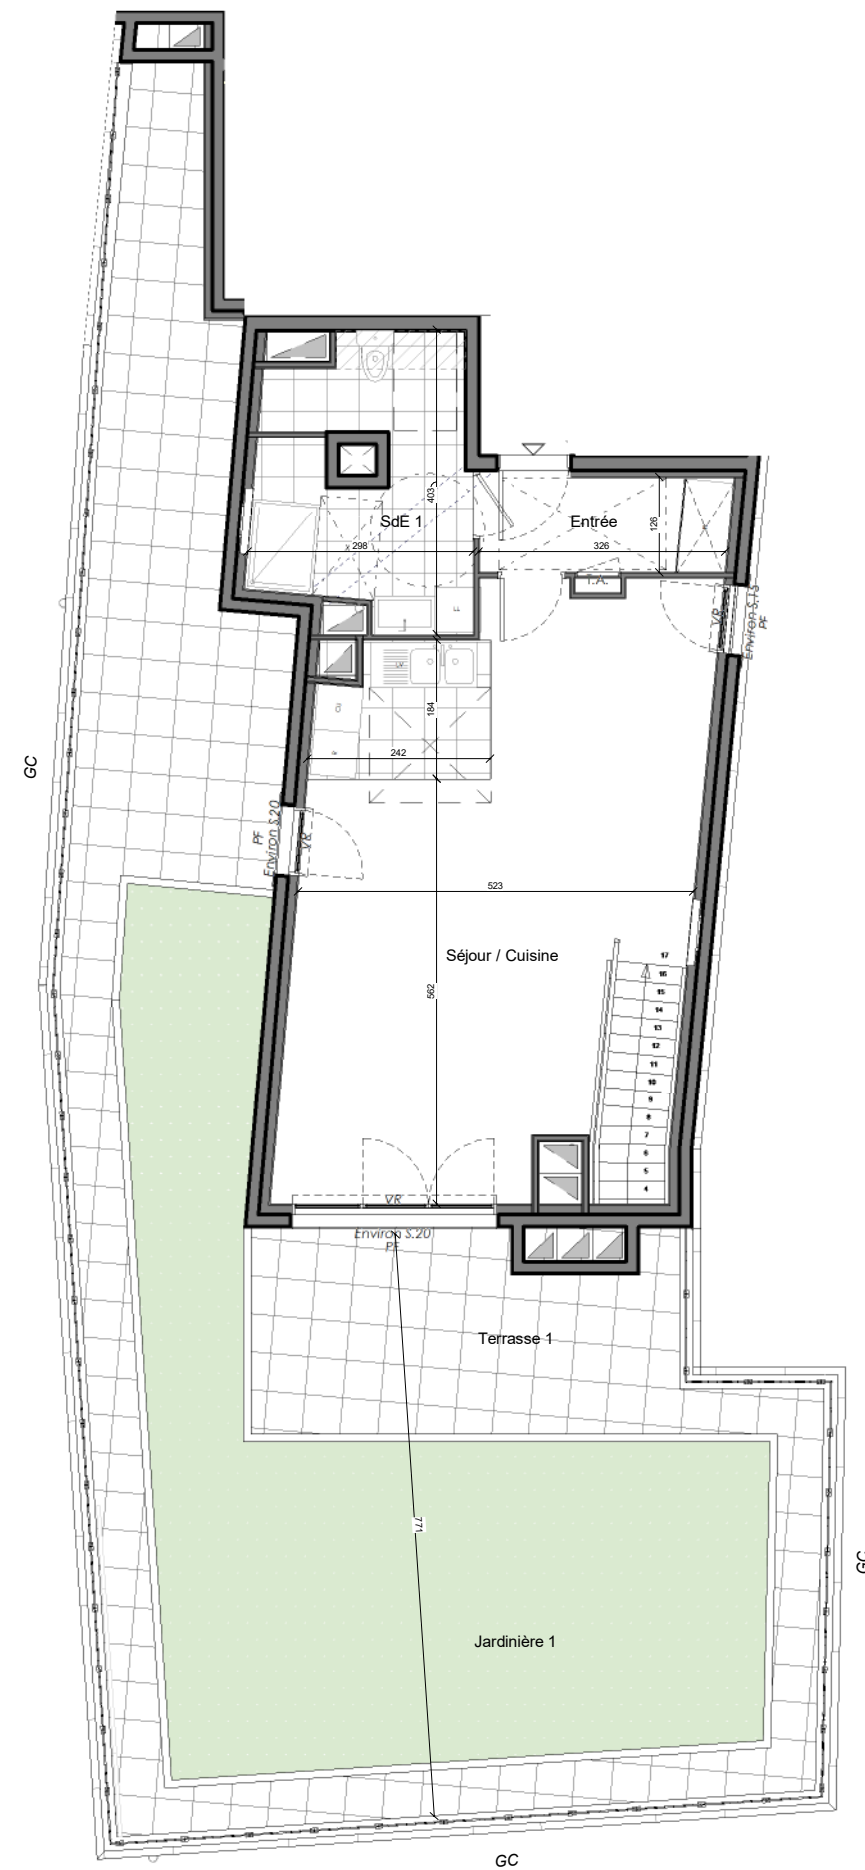 403
SdE 1
298
Entrée
326
126
T.A.
VR
Environ S.15
PF
LV
184
242
GC
PF
Environ S.20
VR
523
Séjour / Cuisine
562
17
16
15
14
13
12
11
10
9
8
7
6
5
4
VR
Environ S.20
PF
Terrasse 1
771
GC
Jardinière 1
GC